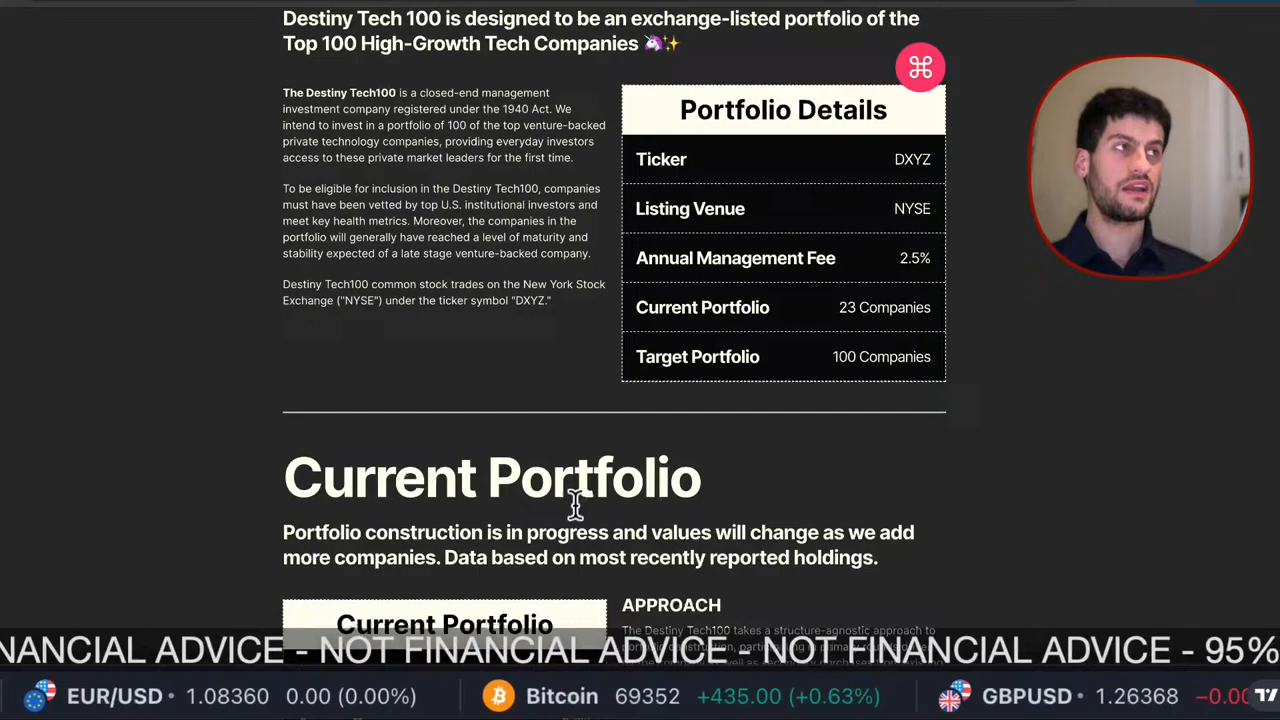 Destiny Tech 100 is designed to be an exchange-listed portfolio of the
Top 100 High-Growth Tech Companies 🦄✨
The Destiny Tech100 is a closed-end management
investment company registered under the 1940 Act. We
intend to invest in a portfolio of 100 of the top venture-backed
private technology companies, providing everyday investors
access to these private market leaders for the first time.
To be eligible for inclusion in the Destiny Tech100, companies
must have been vetted by top U.S. institutional investors and
meet key health metrics. Moreover, the companies in the
portfolio will generally have reached a level of maturity and
stability expected of a late stage venture-backed company.
Destiny Tech100 common stock trades on the New York Stock
Exchange ("NYSE") under the ticker symbol "DXYZ."
Portfolio Details
Ticker DXYZ
Listing Venue NYSE
Annual Management Fee 2.5%
Current Portfolio 23 Companies
Target Portfolio 100 Companies
Current Portfolio
Portfolio construction is in progress and values will change as we add
more companies. Data based on most recently reported holdings.
Current Portfolio
APPROACH
The Destiny Tech100 takes a structure-agnostic approach to
NANCIAL ADVICE - NOT FINANCIAL ADVICE - NOT FINANCIAL ADVICE - 95%
EUR/USD • 1.08360 0.00 (0.00%) Bitcoin 69352 +435.00 (+0.63%) GBPUSD • 1.26368 −0.00